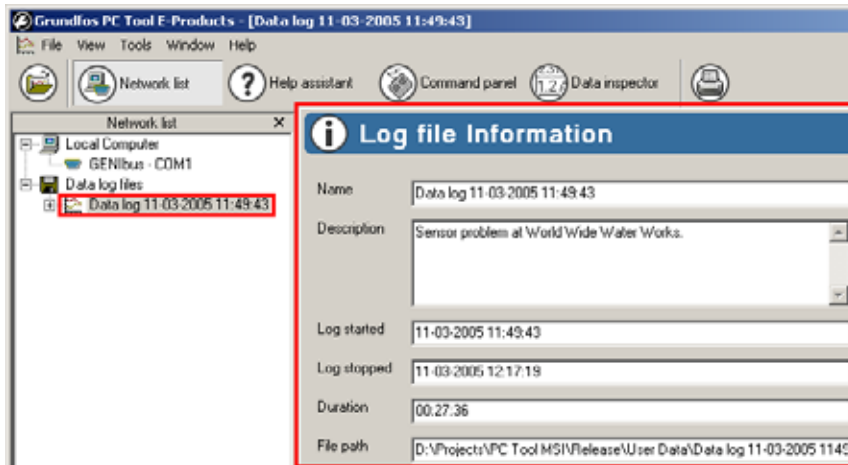 Grundfos PC Tool E-Products - [Data log 11-03-2005 11:49:43]
File View Tools Window Help
Network list Help assistant Command panel Data inspector
Network list X
Local Computer
GENIbus - COM1
Data log files
Data log 11-03-2005 11:49:43
Log file Information
Name Data log 11-03-2005 11:49:43
Description Sensor problem at World Wide Water Works.
Log started 11-03-2005 11:49:43
Log stopped 11-03-2005 12:17:19
Duration 00:27:36
File path D:\Projects\PC Tool MSI\Release\User Data\Data log 11-03-2005 1149